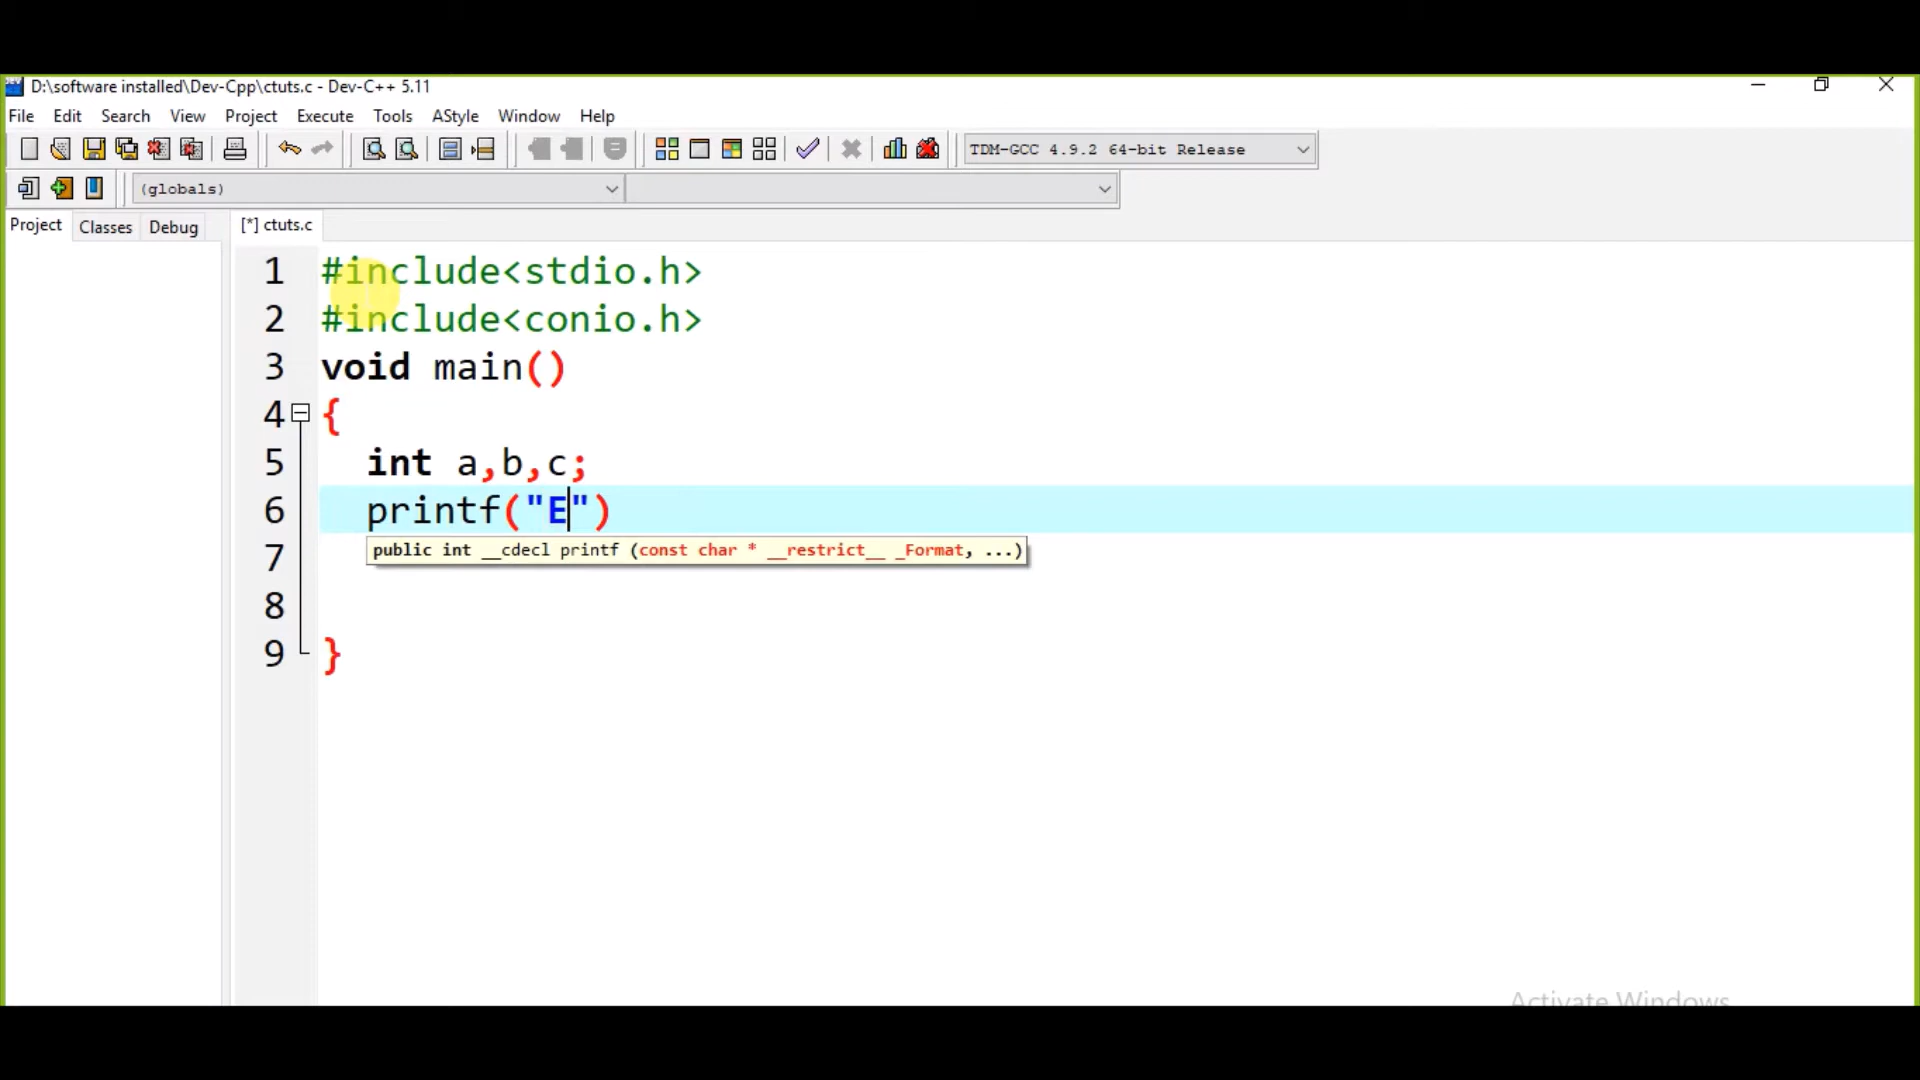 D:\software installed\Dev-Cpp\ctuts.c - Dev-C++ 5.11
File Edit Search View Project Execute Tools AStyle Window Help
TDM-GCC 4.9.2 64-bit Release
(globals)
Project Classes Debug
[*] ctuts.c
1 #include<stdio.h>
2 #include<conio.h>
3 void main()
4 {
5 int a,b,c;
6 printf("E")
public int __cdecl printf (const char * __restrict__ _Format, ...)
7
8
9 }
Activate Windows